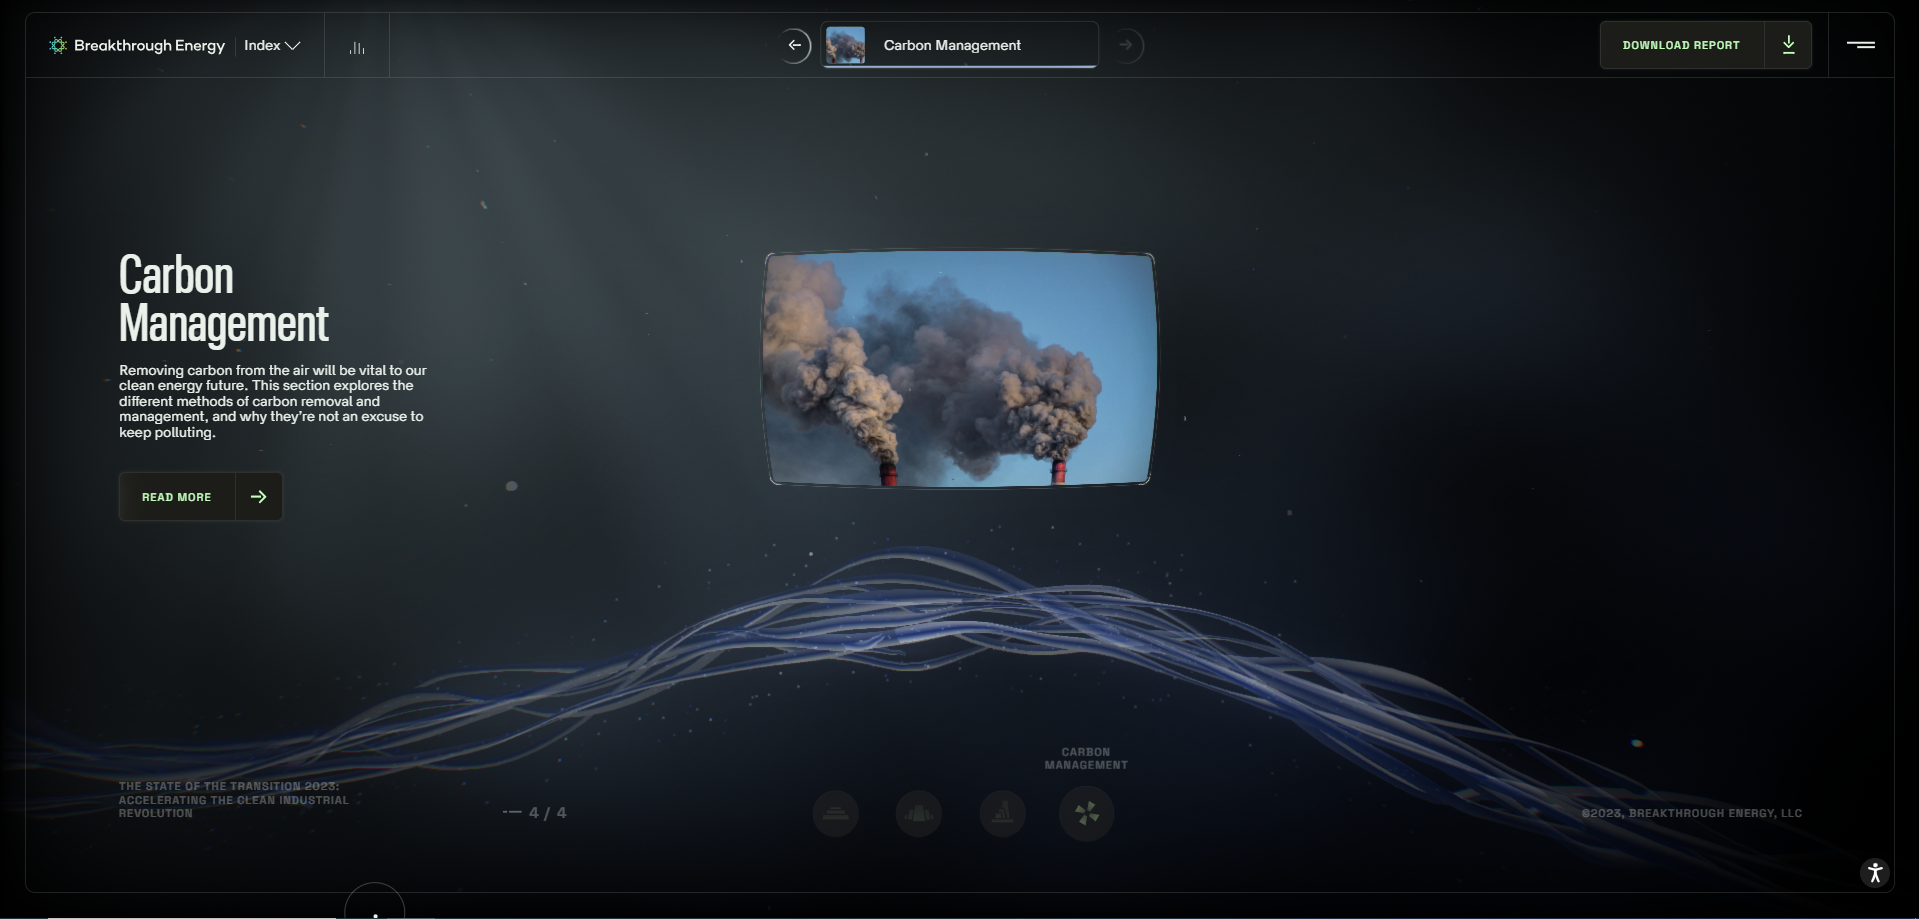 Breakthrough Energy
Index
Carbon Management
DOWNLOAD REPORT
Carbon
Management
Removing carbon from the air will be vital to our
clean energy future. This section explores the
different methods of carbon removal and
management, and why they’re not an excuse to
keep polluting.
READ MORE
CARBON
MANAGEMENT
THE STATE OF THE TRANSITION 2023:
ACCELERATING THE CLEAN INDUSTRIAL
REVOLUTION
4 / 4
©2023, BREAKTHROUGH ENERGY, LLC